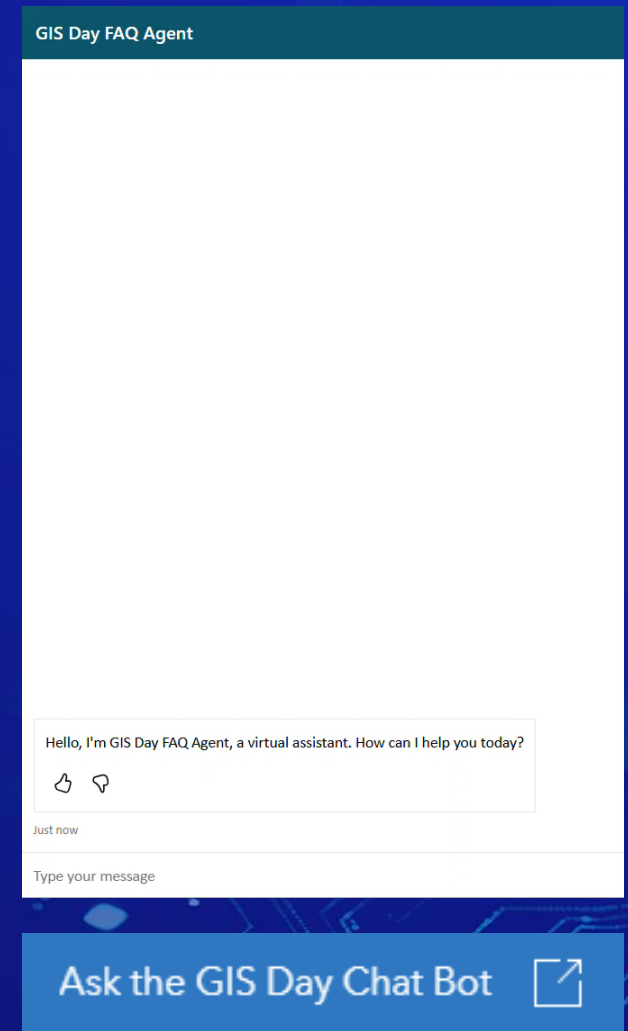 GIS Day FAQ Agent
Hello, I'm GIS Day FAQ Agent, a virtual assistant. How can I help you today?
Just now
Type your message
Ask the GIS Day Chat Bot